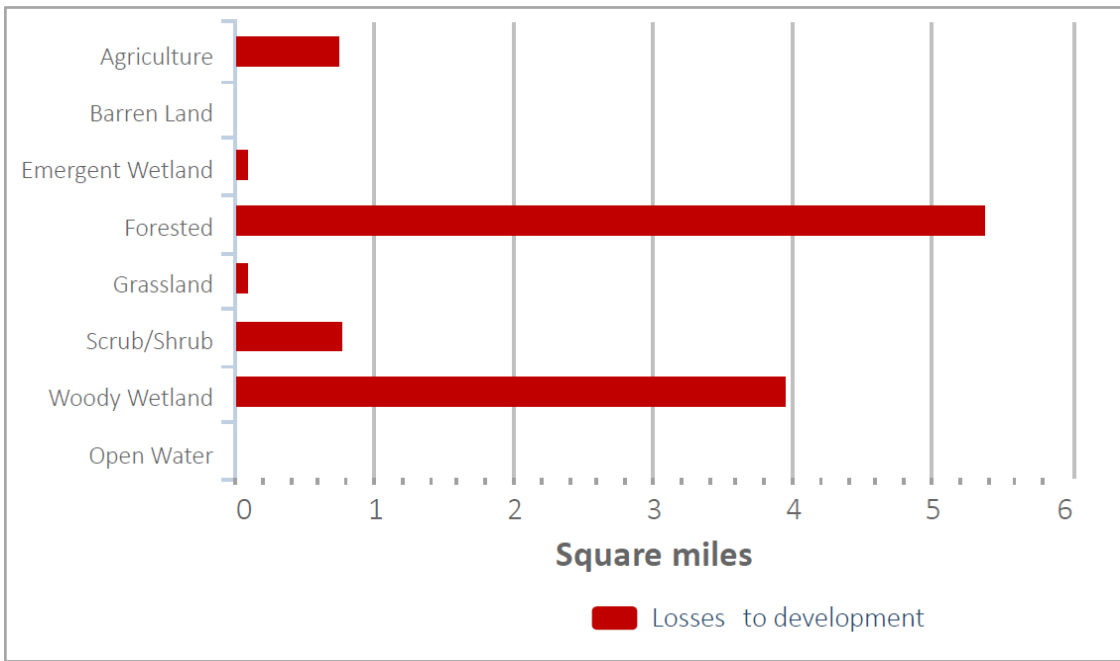 Agriculture
Barren Land
Emergent Wetland
Forested
Grassland
Scrub/Shrub
Woody Wetland
Open Water
0 1 2 3 4 5 6
Square miles
Losses to development